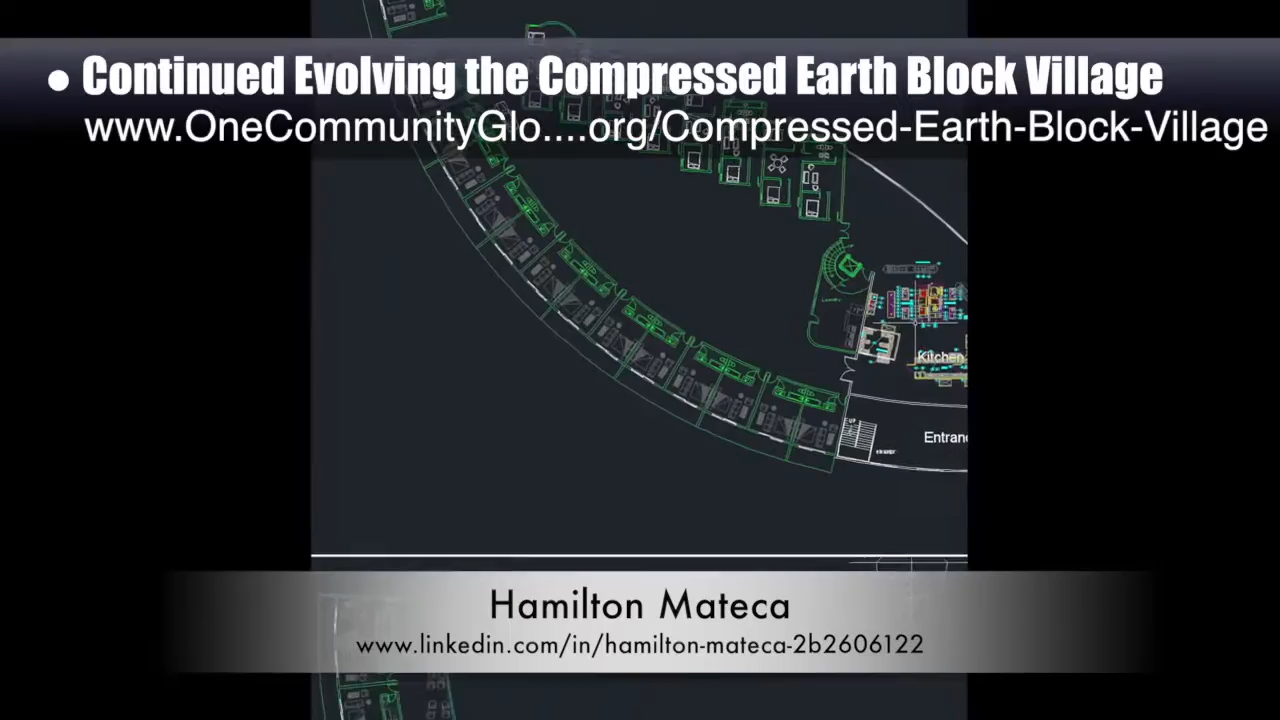 ● Continued Evolving the Compressed Earth Block Village
www.OneCommunityGlo....org/Compressed-Earth-Block-Village
Kitchen
UP
Entranc
Hamilton Mateca
www.linkedin.com/in/hamilton-mateca-2b2606122